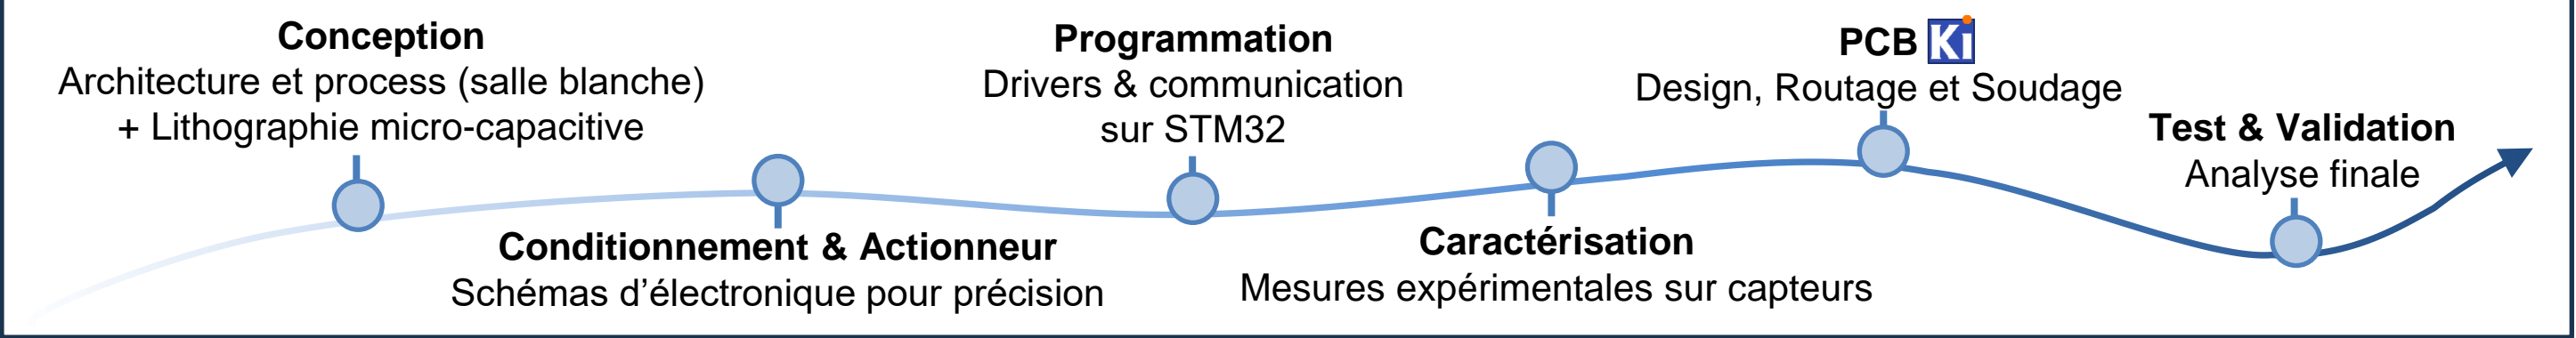 Conception
Architecture et process (salle blanche)
+ Lithographie micro-capacitive
Conditionnement & Actionneur
Schémas d’électronique pour précision
Programmation
Drivers & communication
sur STM32
Caractérisation
Mesures expérimentales sur capteurs
PCB Ki
Design, Routage et Soudage
Test & Validation
Analyse finale